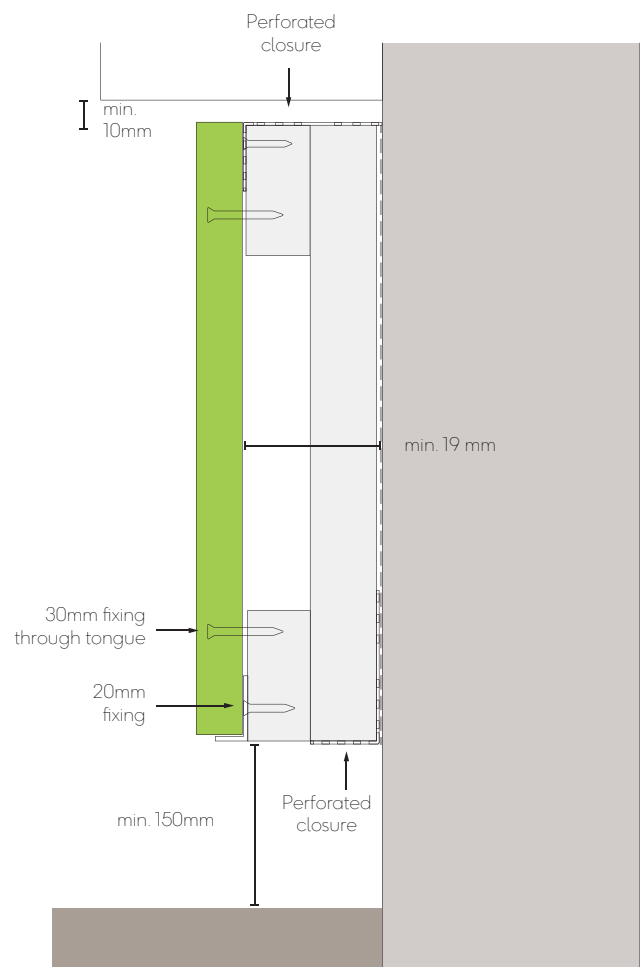 Perforated
closure
min.
10mm
min. 19 mm
30mm fixing
through tongue
20mm
fixing
Perforated
closure
min. 150mm